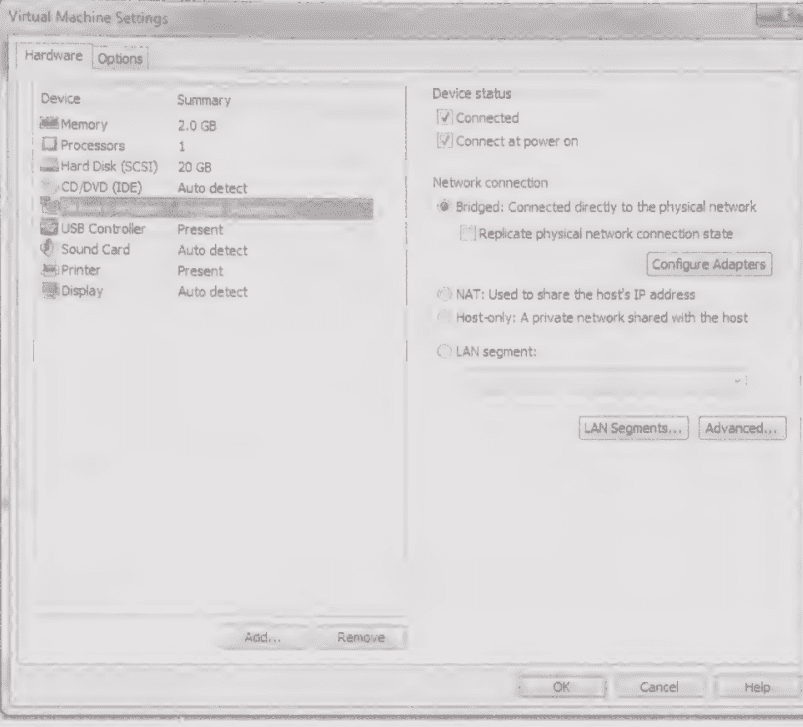 Virtual Machine Settings
Hardware Options
Device Summary
Memory 2.0 GB
Processors 1
Hard Disk (SCSI) 20 GB
CD/DVD (IDE) Auto detect
USB Controller Present
Sound Card Auto detect
Printer Present
Display Auto detect
Add... Remove
Device status
Connected
Connect at power on
Network connection
Bridged: Connected directly to the physical network
Replicate physical network connection state
Configure Adapters
NAT: Used to share the host's IP address
Host-only: A private network shared with the host
LAN segment:
LAN Segments... Advanced...
OK Cancel Help